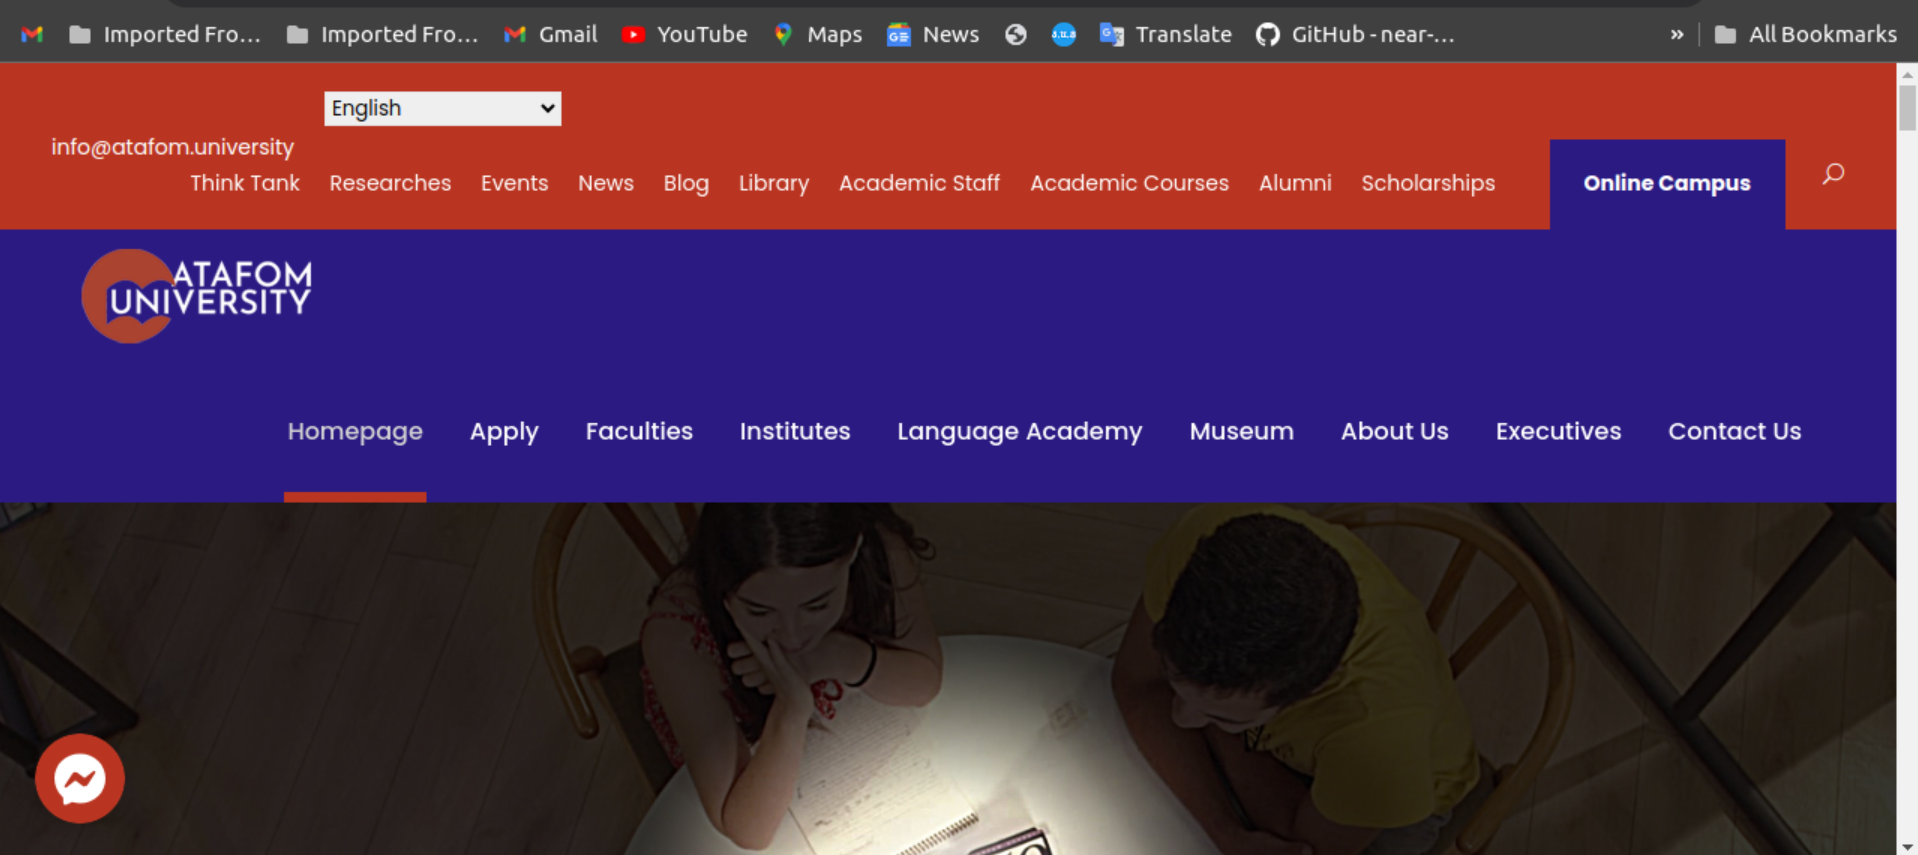 Imported Fro... Imported Fro... Gmail YouTube Maps News Translate GitHub - near-... » All Bookmarks
English
info@atafom.university
Think Tank Researches Events News Blog Library Academic Staff Academic Courses Alumni Scholarships Online Campus
ATAFOM
UNIVERSITY
Homepage Apply Faculties Institutes Language Academy Museum About Us Executives Contact Us